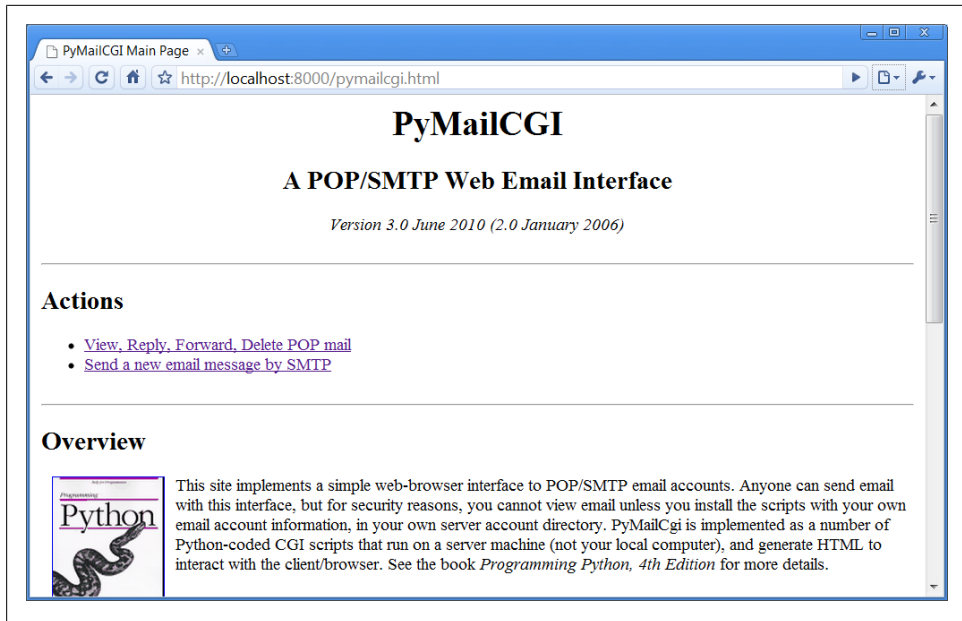 PyMailCGI Main Page
http://localhost:8000/pymailcgi.html
PyMailCGI
A POP/SMTP Web Email Interface
Version 3.0 June 2010 (2.0 January 2006)
Actions
View, Reply, Forward, Delete POP mail
Send a new email message by SMTP
Overview
Programming
Python
This site implements a simple web-browser interface to POP/SMTP email accounts. Anyone can send email
with this interface, but for security reasons, you cannot view email unless you install the scripts with your own
email account information, in your own server account directory. PyMailCgi is implemented as a number of
Python-coded CGI scripts that run on a server machine (not your local computer), and generate HTML to
interact with the client/browser. See the book Programming Python, 4th Edition for more details.